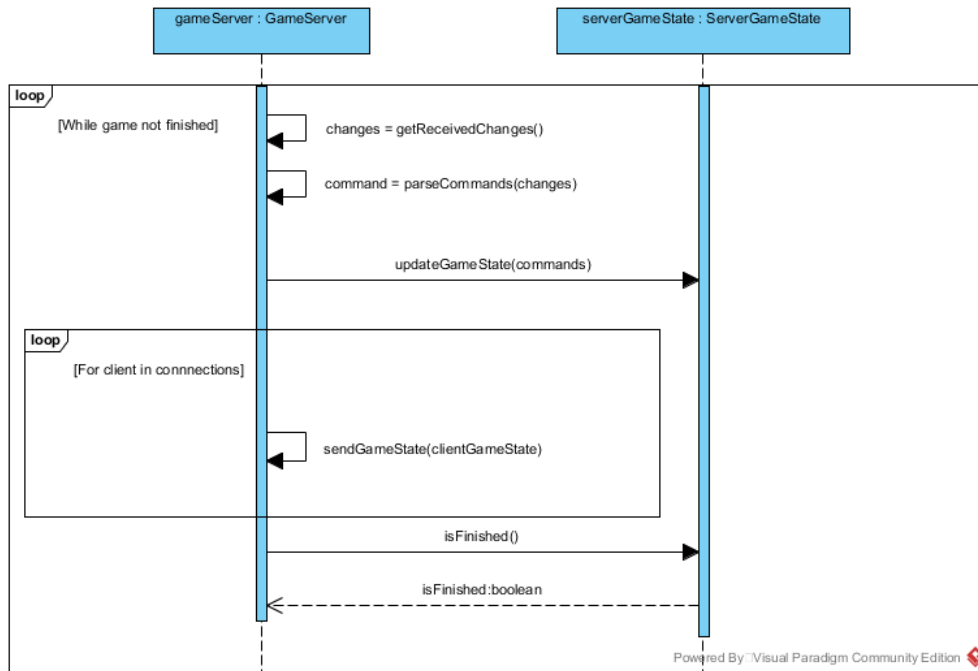 gameServer : GameServer
serverGameState : ServerGameState
loop
[While game not finished]
changes = getReceivedChanges()
command = parseCommands(changes)
updateGameState(commands)
loop
[For client in connnections]
sendGameState(clientGameState)
isFinished()
isFinished:boolean
Powered By Visual Paradigm Community Edition